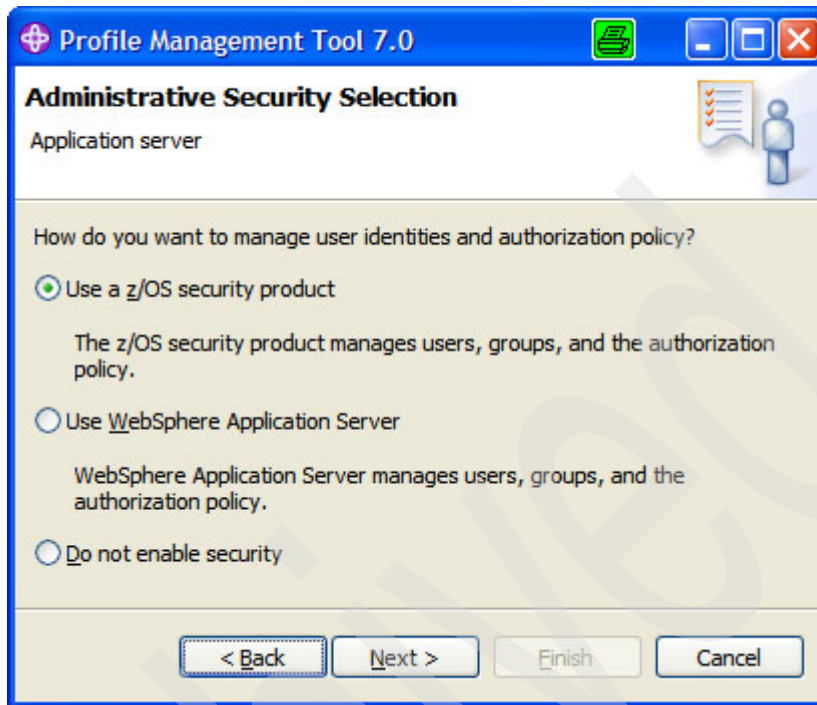 Profile Management Tool 7.0
Administrative Security Selection
Application server
How do you want to manage user identities and authorization policy?
Use a z/OS security product
The z/OS security product manages users, groups, and the authorization
policy.
Use WebSphere Application Server
WebSphere Application Server manages users, groups, and the
authorization policy.
Do not enable security
< Back
Next >
Finish
Cancel